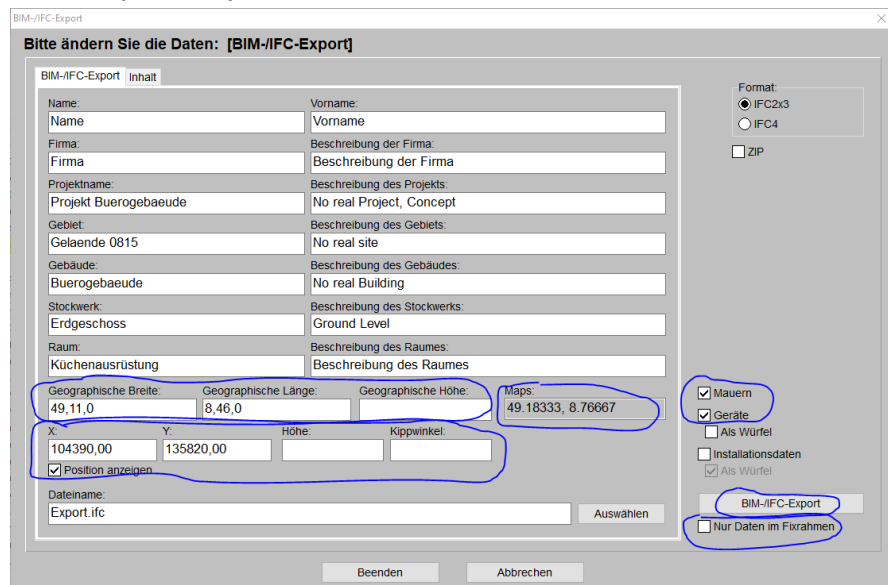 BIM-/IFC-Export
Bitte ändern Sie die Daten: [BIM-/IFC-Export]
BIM-/IFC-Export Inhalt
Name: Vorname:
Name Vorname
Firma: Beschreibung der Firma:
Firma Beschreibung der Firma
Projektname: Beschreibung des Projekts:
Projekt Buerogebaeude No real Project, Concept
Gebiet: Beschreibung des Gebiets:
Gelaende 0815 No real site
Gebäude: Beschreibung des Gebäudes:
Buerogebaeude No real Building
Stockwerk: Beschreibung des Stockwerks:
Erdgeschoss Ground Level
Raum: Beschreibung des Raumes:
Küchenausrüstung Beschreibung des Raumes
Geographische Breite: Geographische Länge: Geographische Höhe: Maps:
49,11,0 8,46,0 49.18333, 8.76667
X: Y: Höhe: Kippwinkel:
104390,00 135820,00
Position anzeigen
Dateiname:
Export.ifc Auswählen
Format:
IFC2x3
IFC4
ZIP
Mauern
Geräte
Als Würfel
Installationsdaten
Als Würfel
BIM-/IFC-Export
Nur Daten im Fixrahmen
Beenden Abbrechen